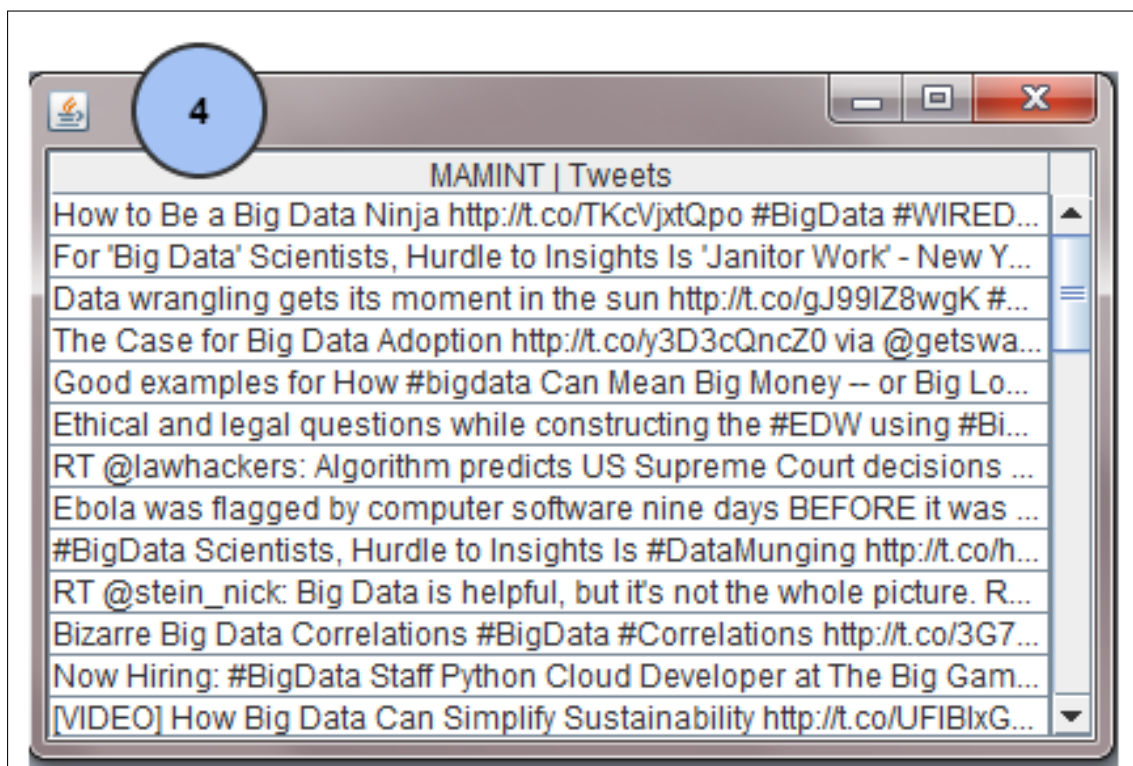 4
X
MAMINT | Tweets
How to Be a Big Data Ninja http://t.co/TKcVjxtQpo #BigData #WIRED...
For 'Big Data' Scientists, Hurdle to Insights Is 'Janitor Work' - New Y...
Data wrangling gets its moment in the sun http://t.co/gJ99IZ8wgK #...
The Case for Big Data Adoption http://t.co/y3D3cQncZ0 via @getswa...
Good examples for How #bigdata Can Mean Big Money -- or Big Lo...
Ethical and legal questions while constructing the #EDW using #Bi...
RT @lawhackers: Algorithm predicts US Supreme Court decisions ...
Ebola was flagged by computer software nine days BEFORE it was ...
#BigData Scientists, Hurdle to Insights Is #DataMunging http://t.co/h...
RT @stein_nick: Big Data is helpful, but it's not the whole picture. R...
Bizarre Big Data Correlations #BigData #Correlations http://t.co/3G7...
Now Hiring: #BigData Staff Python Cloud Developer at The Big Gam...
[VIDEO] How Big Data Can Simplify Sustainability http://t.co/UFIBlxG...